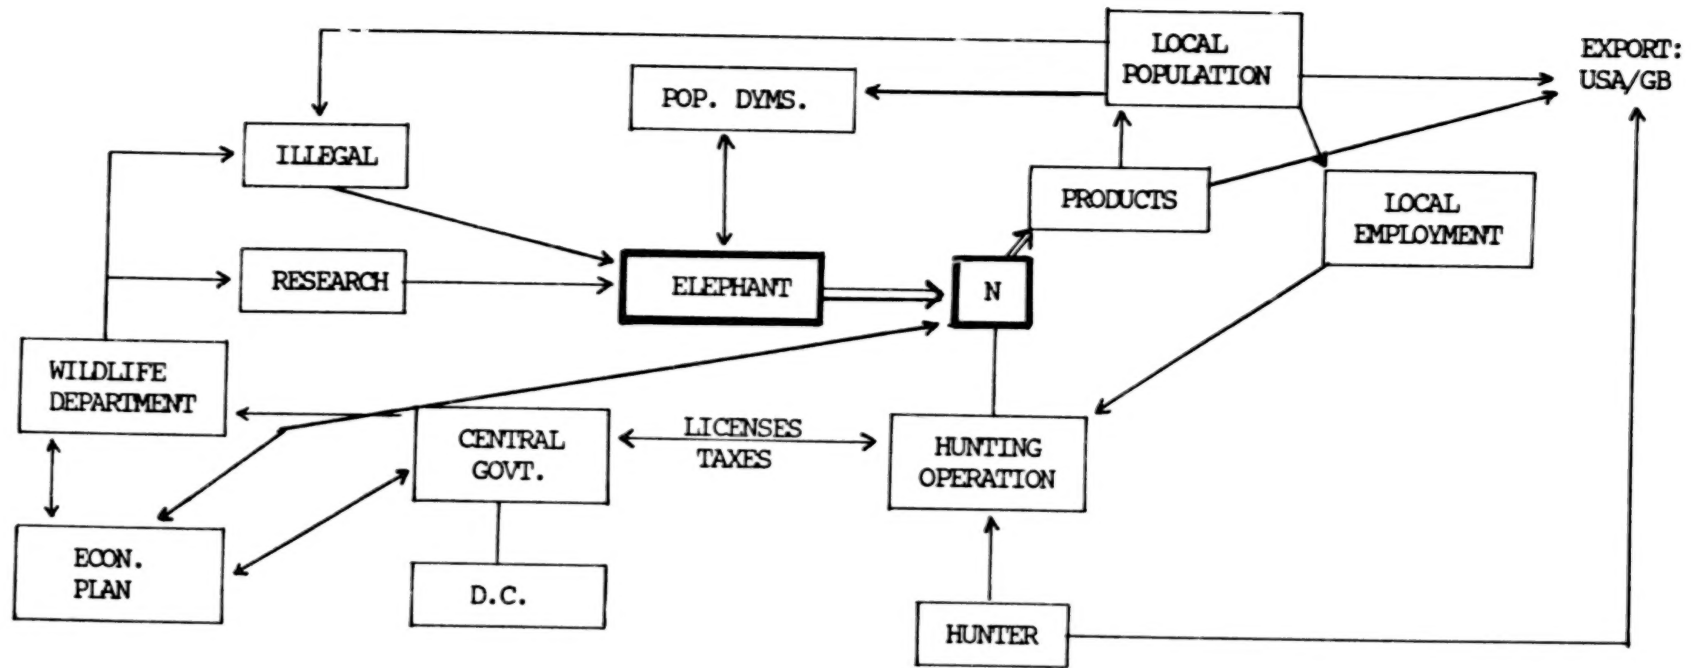 LOCAL
POPULATION
EXPORT:
USA/GB
POP. DYMS.
ILLEGAL
PRODUCTS
LOCAL
EMPLOYMENT
RESEARCH
ELEPHANT
N
WILDLIFE
DEPARTMENT
CENTRAL
GOVT.
LICENSES
TAXES
HUNTING
OPERATION
ECON.
PLAN
D.C.
HUNTER